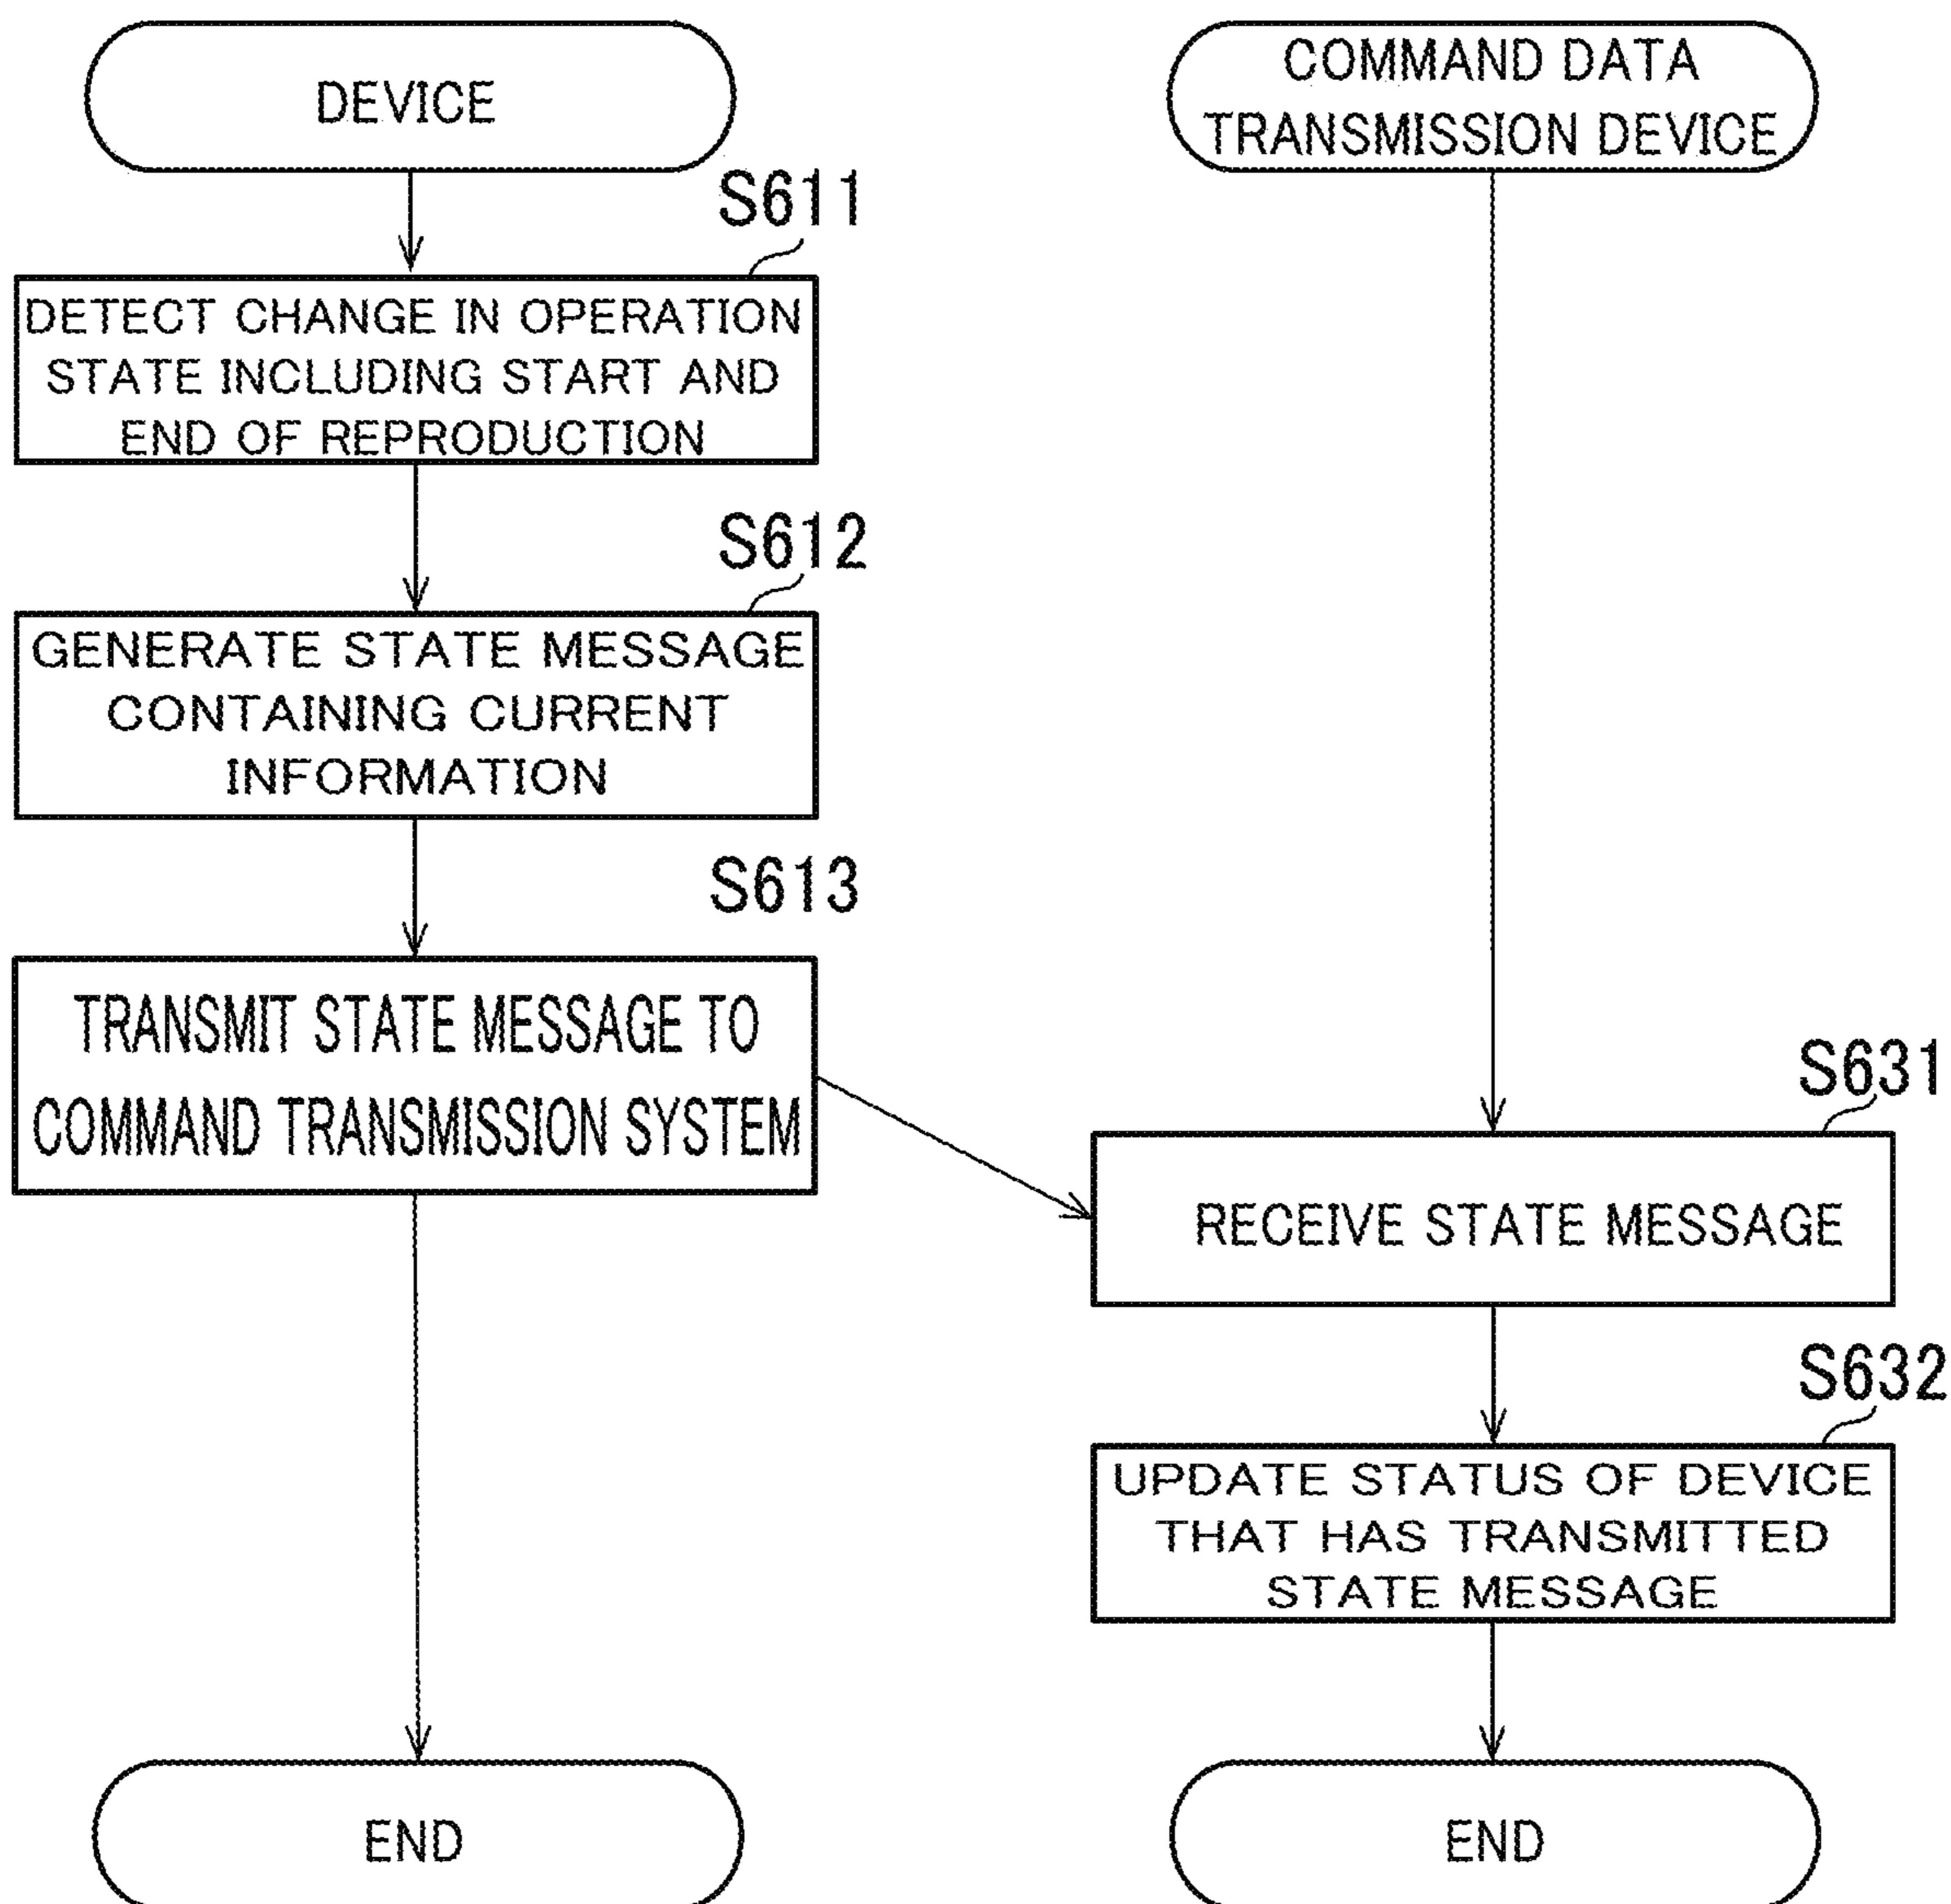 DEVICE
S611
DETECT CHANGE IN OPERATION
STATE INCLUDING START AND
END OF REPRODUCTION
S612
GENERATE STATE MESSAGE
CONTAINING CURRENT
INFORMATION
S613
TRANSMIT STATE MESSAGE TO
COMMAND TRANSMISSION SYSTEM
END
COMMAND DATA
TRANSMISSION DEVICE
S631
RECEIVE STATE MESSAGE
S632
UPDATE STATUS OF DEVICE
THAT HAS TRANSMITTED
STATE MESSAGE
END